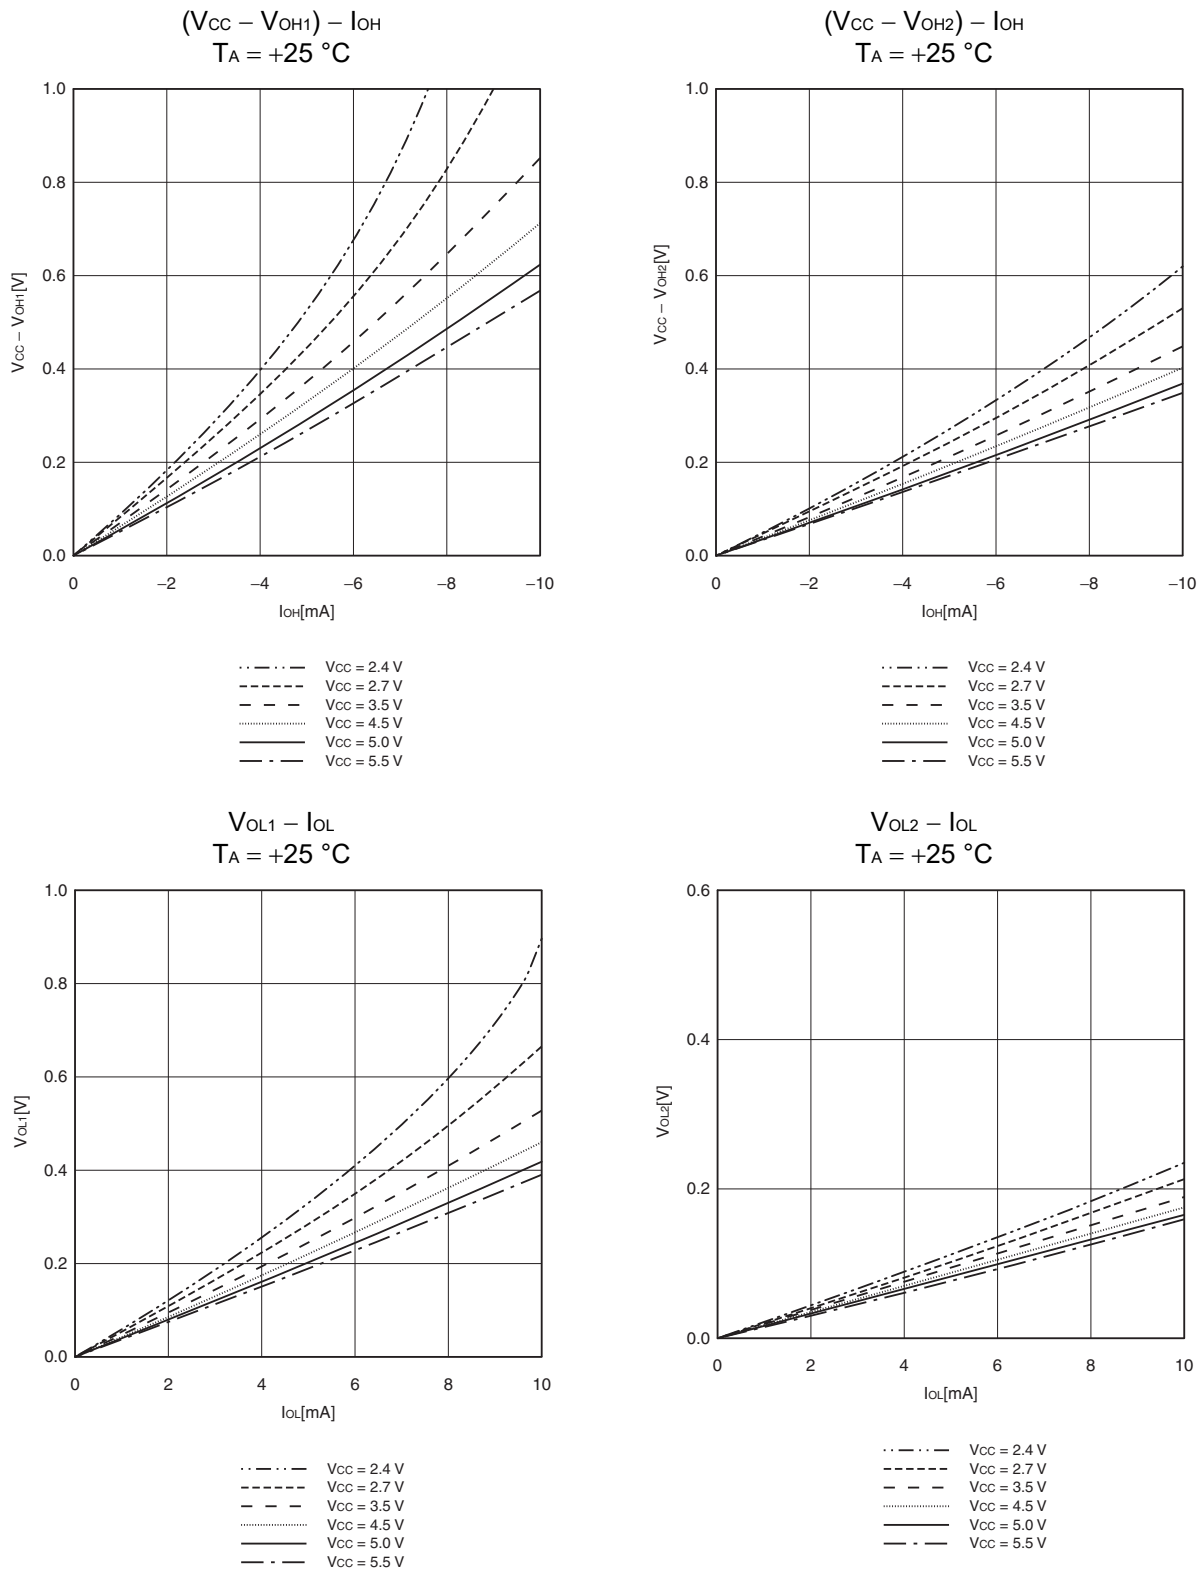 (VCC – VOH1) – IOH
TA = +25 °C
1.0
0.8
0.6
0.4
0.2
0.0
VCC – VOH1[V]
0 –2 –4 –6 –8 –10
IOH[mA]
VCC = 2.4 V
VCC = 2.7 V
VCC = 3.5 V
VCC = 4.5 V
VCC = 5.0 V
VCC = 5.5 V
(VCC – VOH2) – IOH
TA = +25 °C
1.0
0.8
0.6
0.4
0.2
0.0
VCC – VOH2[V]
0 –2 –4 –6 –8 –10
IOH[mA]
VCC = 2.4 V
VCC = 2.7 V
VCC = 3.5 V
VCC = 4.5 V
VCC = 5.0 V
VCC = 5.5 V
VOL1 – IOL
TA = +25 °C
1.0
0.8
0.6
0.4
0.2
0.0
VOL1[V]
0 2 4 6 8 10
IOL[mA]
VCC = 2.4 V
VCC = 2.7 V
VCC = 3.5 V
VCC = 4.5 V
VCC = 5.0 V
VCC = 5.5 V
VOL2 – IOL
TA = +25 °C
0.6
0.4
0.2
0.0
VOL2[V]
0 2 4 6 8 10
IOL[mA]
VCC = 2.4 V
VCC = 2.7 V
VCC = 3.5 V
VCC = 4.5 V
VCC = 5.0 V
VCC = 5.5 V